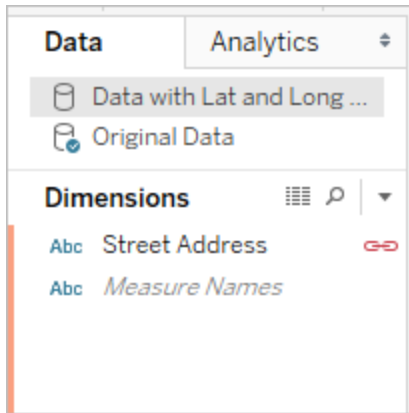 Data Analytics
Data with Lat and Long ...
Original Data
Dimensions
Abc Street Address
Abc Measure Names